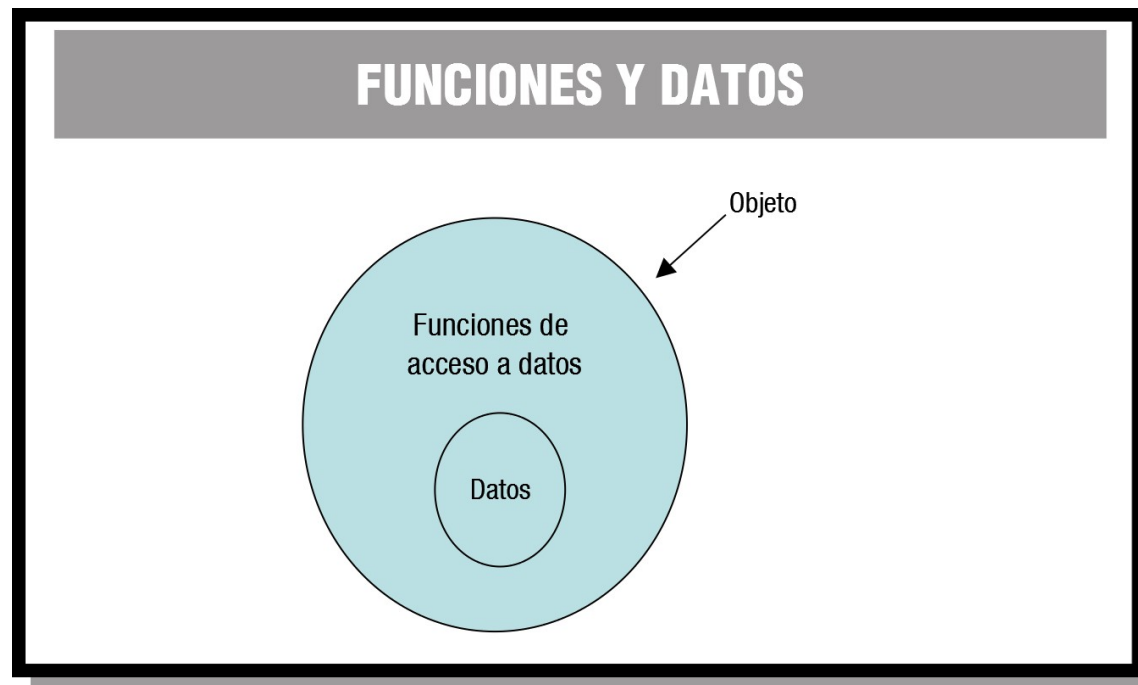 FUNCIONES Y DATOS
Objeto
Funciones de
acceso a datos
Datos